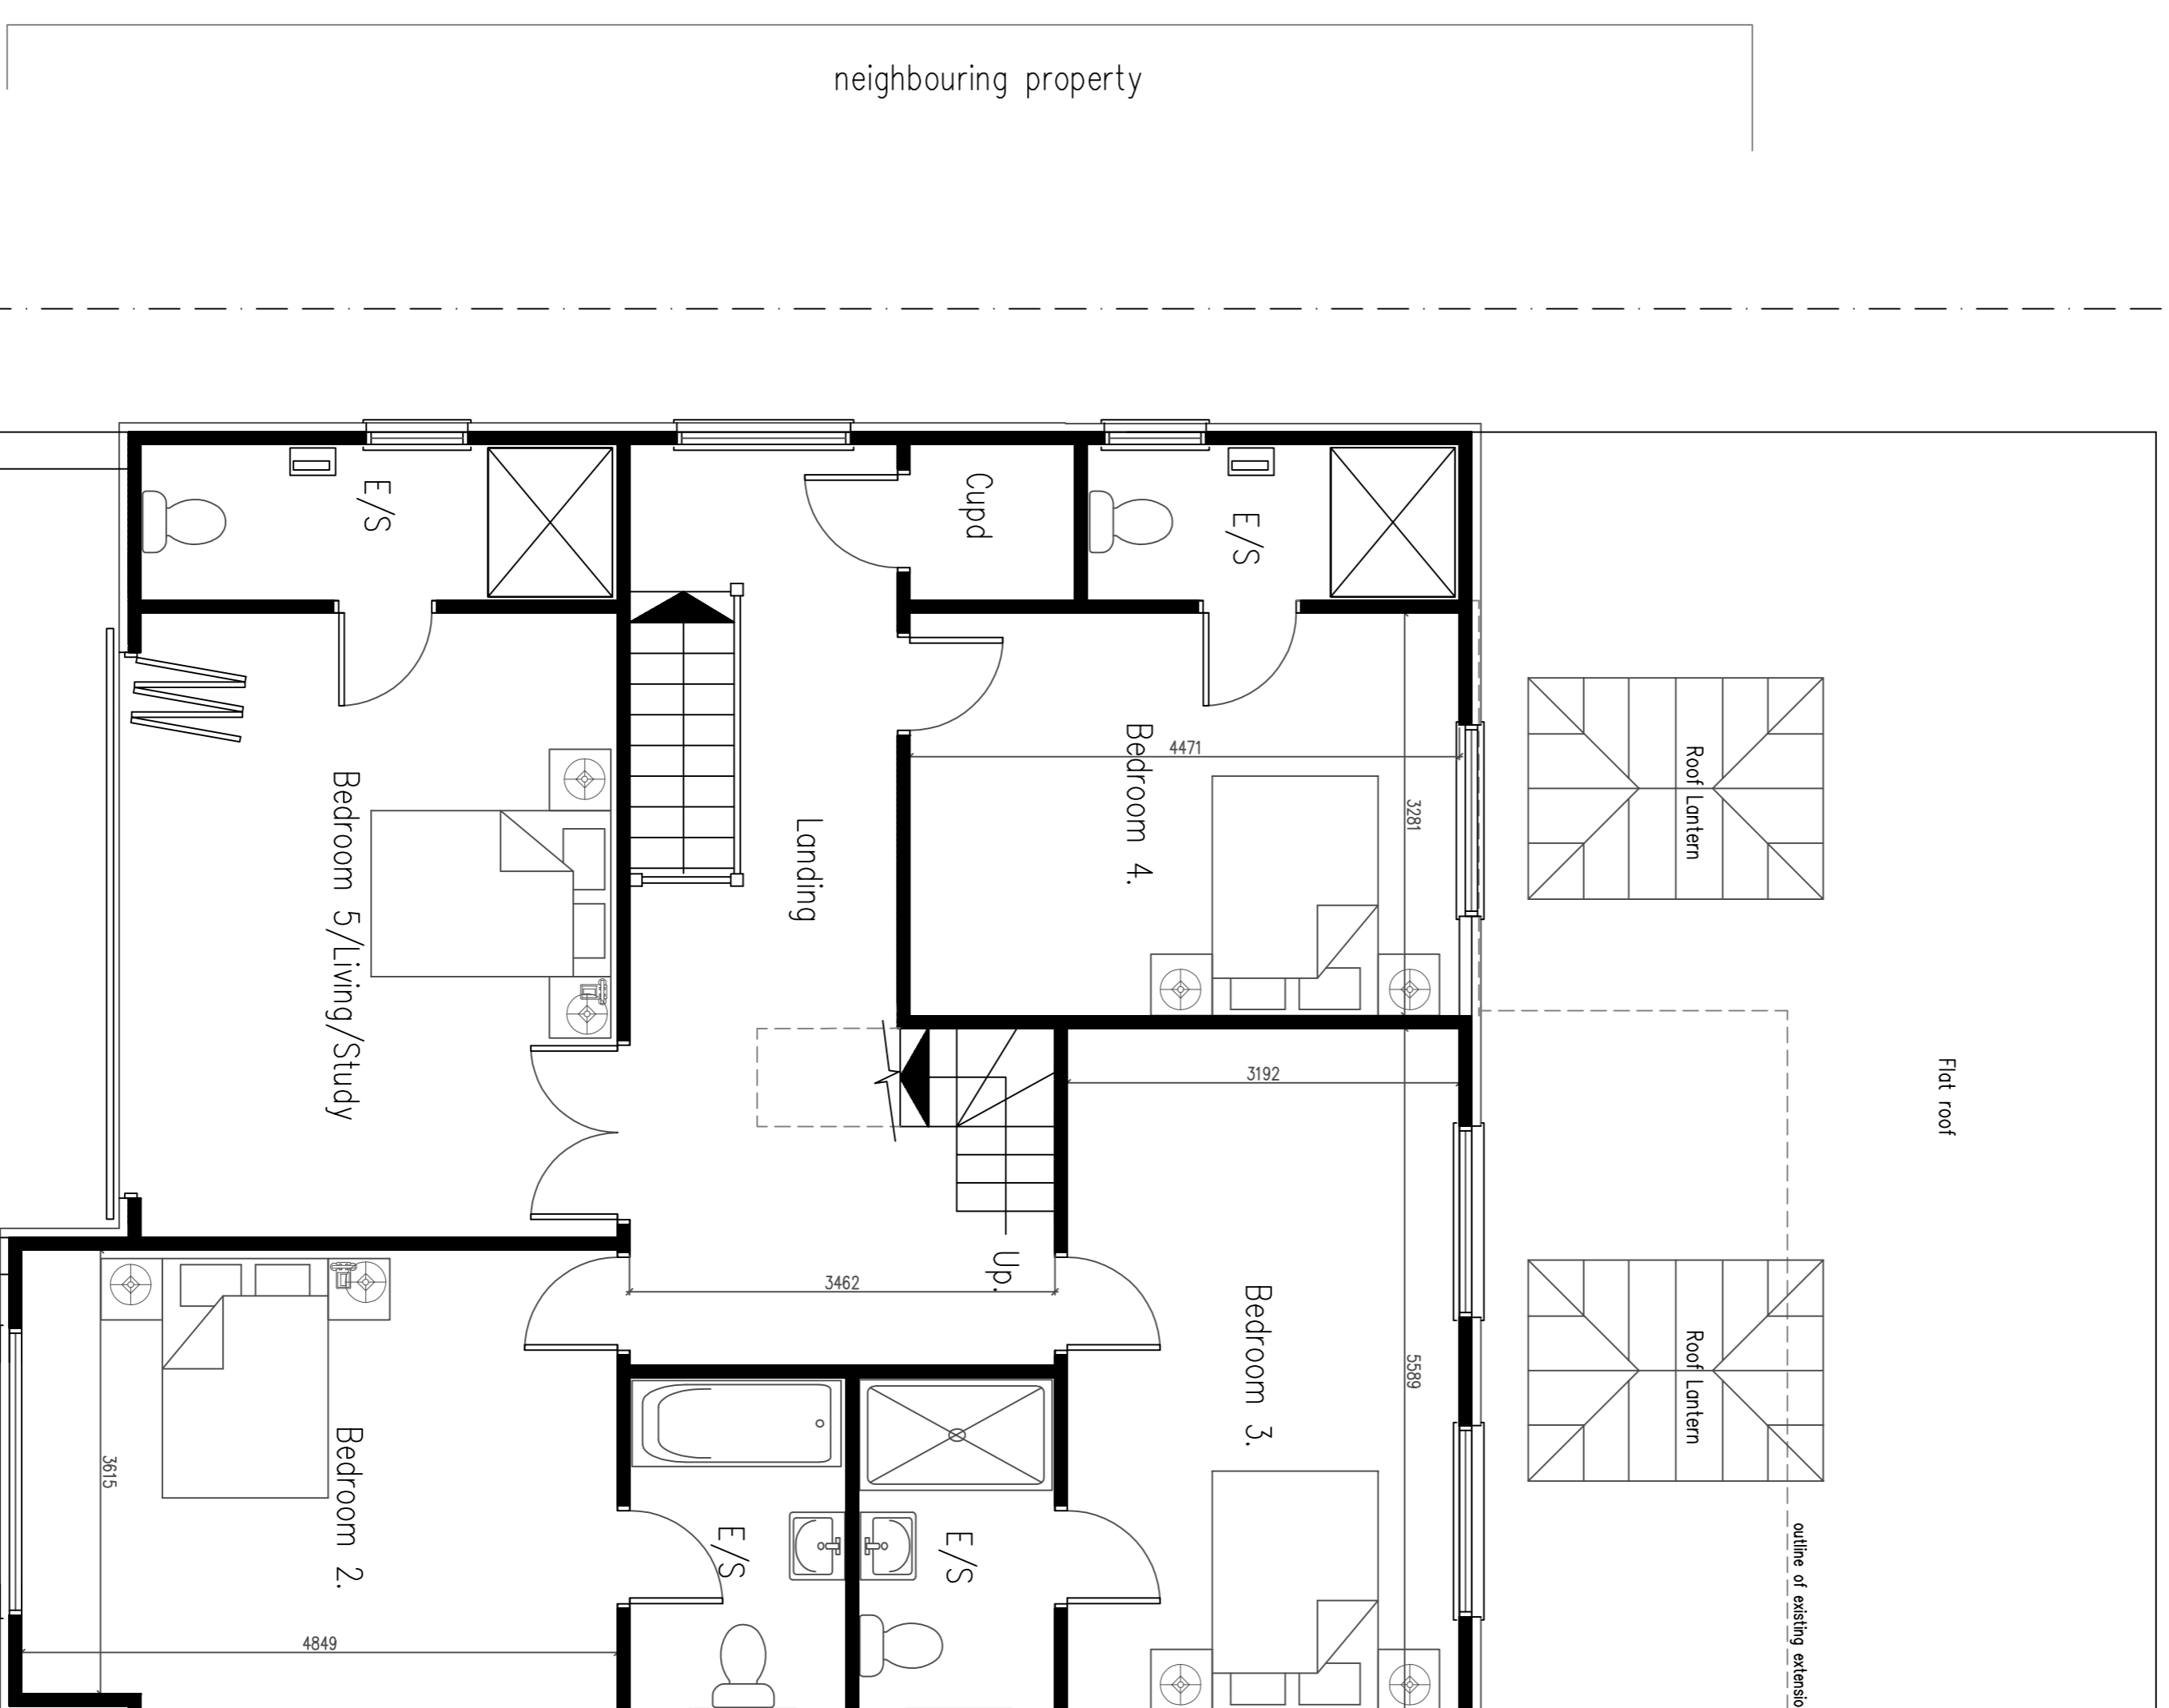 neighbouring property
E/S
Cupd
E/S
Bedroom 4.
4471
3281
Roof Lantern
Landing
Bedroom 5/Living/Study
3192
Flat roof
Up.
3462
Bedroom 3.
5589
Roof Lantern
Bedroom 2.
3615
4849
E/S
E/S
outline of existing extensio